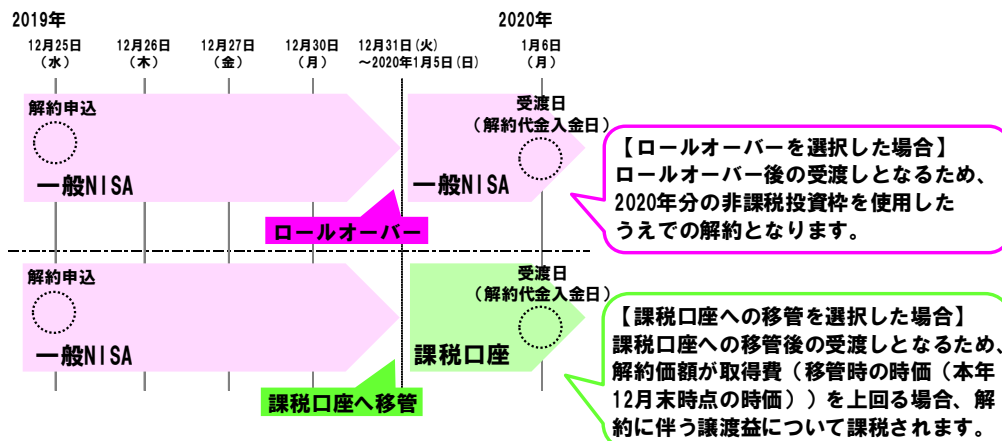 2019年
2020年
12月25日
（水）
12月26日
（木）
12月27日
（金）
12月30日
（月）
12月31日(火)
～2020年1月5日(日)
1月6日
（月）
解約申込
一般NISA
受渡日
（解約代金入金日）
一般NISA
ロールオーバー
【ロールオーバーを選択した場合】
ロールオーバー後の受渡しとなるため、
2020年分の非課税投資枠を使用した
うえでの解約となります。
解約申込
一般NISA
受渡日
（解約代金入金日）
課税口座
課税口座へ移管
【課税口座への移管を選択した場合】
課税口座への移管後の受渡しとなるため、
解約価額が取得費（移管時の時価（本年
12月末時点の時価））を上回る場合、解
約に伴う譲渡益について課税されます。